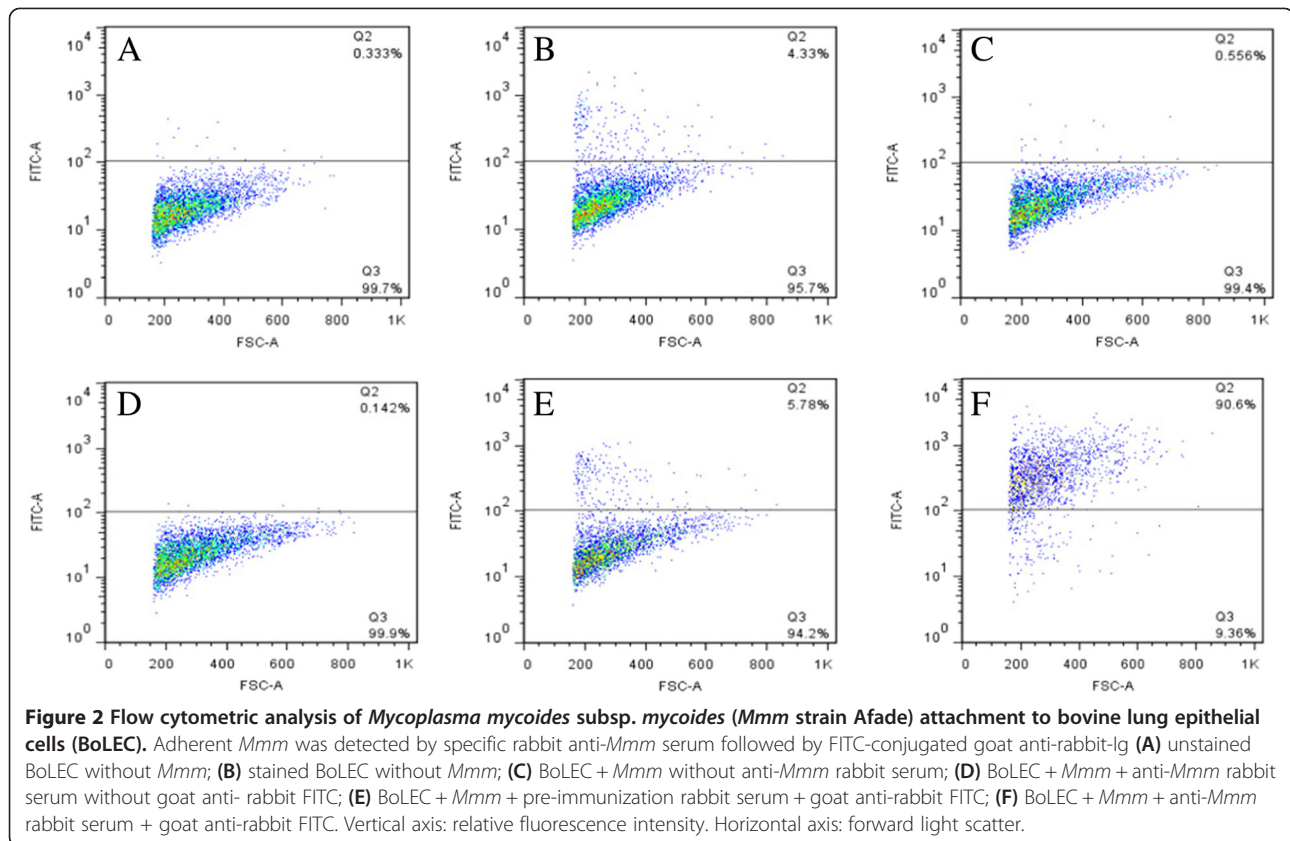 A
Q2
0.333%
10^4
10^3
10^2
10^1
10^0
FITC-A
Q3
99.7%
0 200 400 600 800 1K
FSC-A
B
Q2
4.33%
10^4
10^3
10^2
10^1
10^0
FITC-A
Q3
95.7%
0 200 400 600 800 1K
FSC-A
C
Q2
0.556%
10^4
10^3
10^2
10^1
10^0
FITC-A
Q3
99.4%
0 200 400 600 800 1K
FSC-A
D
Q2
0.142%
10^4
10^3
10^2
10^1
10^0
FITC-A
Q3
99.9%
0 200 400 600 800 1K
FSC-A
E
Q2
5.78%
10^4
10^3
10^2
10^1
10^0
FITC-A
Q3
94.2%
0 200 400 600 800 1K
FSC-A
F
Q2
90.6%
10^4
10^3
10^2
10^1
10^0
FITC-A
Q3
9.36%
0 200 400 600 800 1K
FSC-A
Figure 2 Flow cytometric analysis of Mycoplasma mycoides subsp. mycoides (Mmm strain Afade) attachment to bovine lung epithelial
cells (BoLEC). Adherent Mmm was detected by specific rabbit anti-Mmm serum followed by FITC-conjugated goat anti-rabbit-Ig (A) unstained
BoLEC without Mmm; (B) stained BoLEC without Mmm; (C) BoLEC + Mmm without anti-Mmm rabbit serum; (D) BoLEC + Mmm + anti-Mmm rabbit
serum without goat anti- rabbit FITC; (E) BoLEC + Mmm + pre-immunization rabbit serum + goat anti-rabbit FITC; (F) BoLEC + Mmm + anti-Mmm
rabbit serum + goat anti-rabbit FITC. Vertical axis: relative fluorescence intensity. Horizontal axis: forward light scatter.